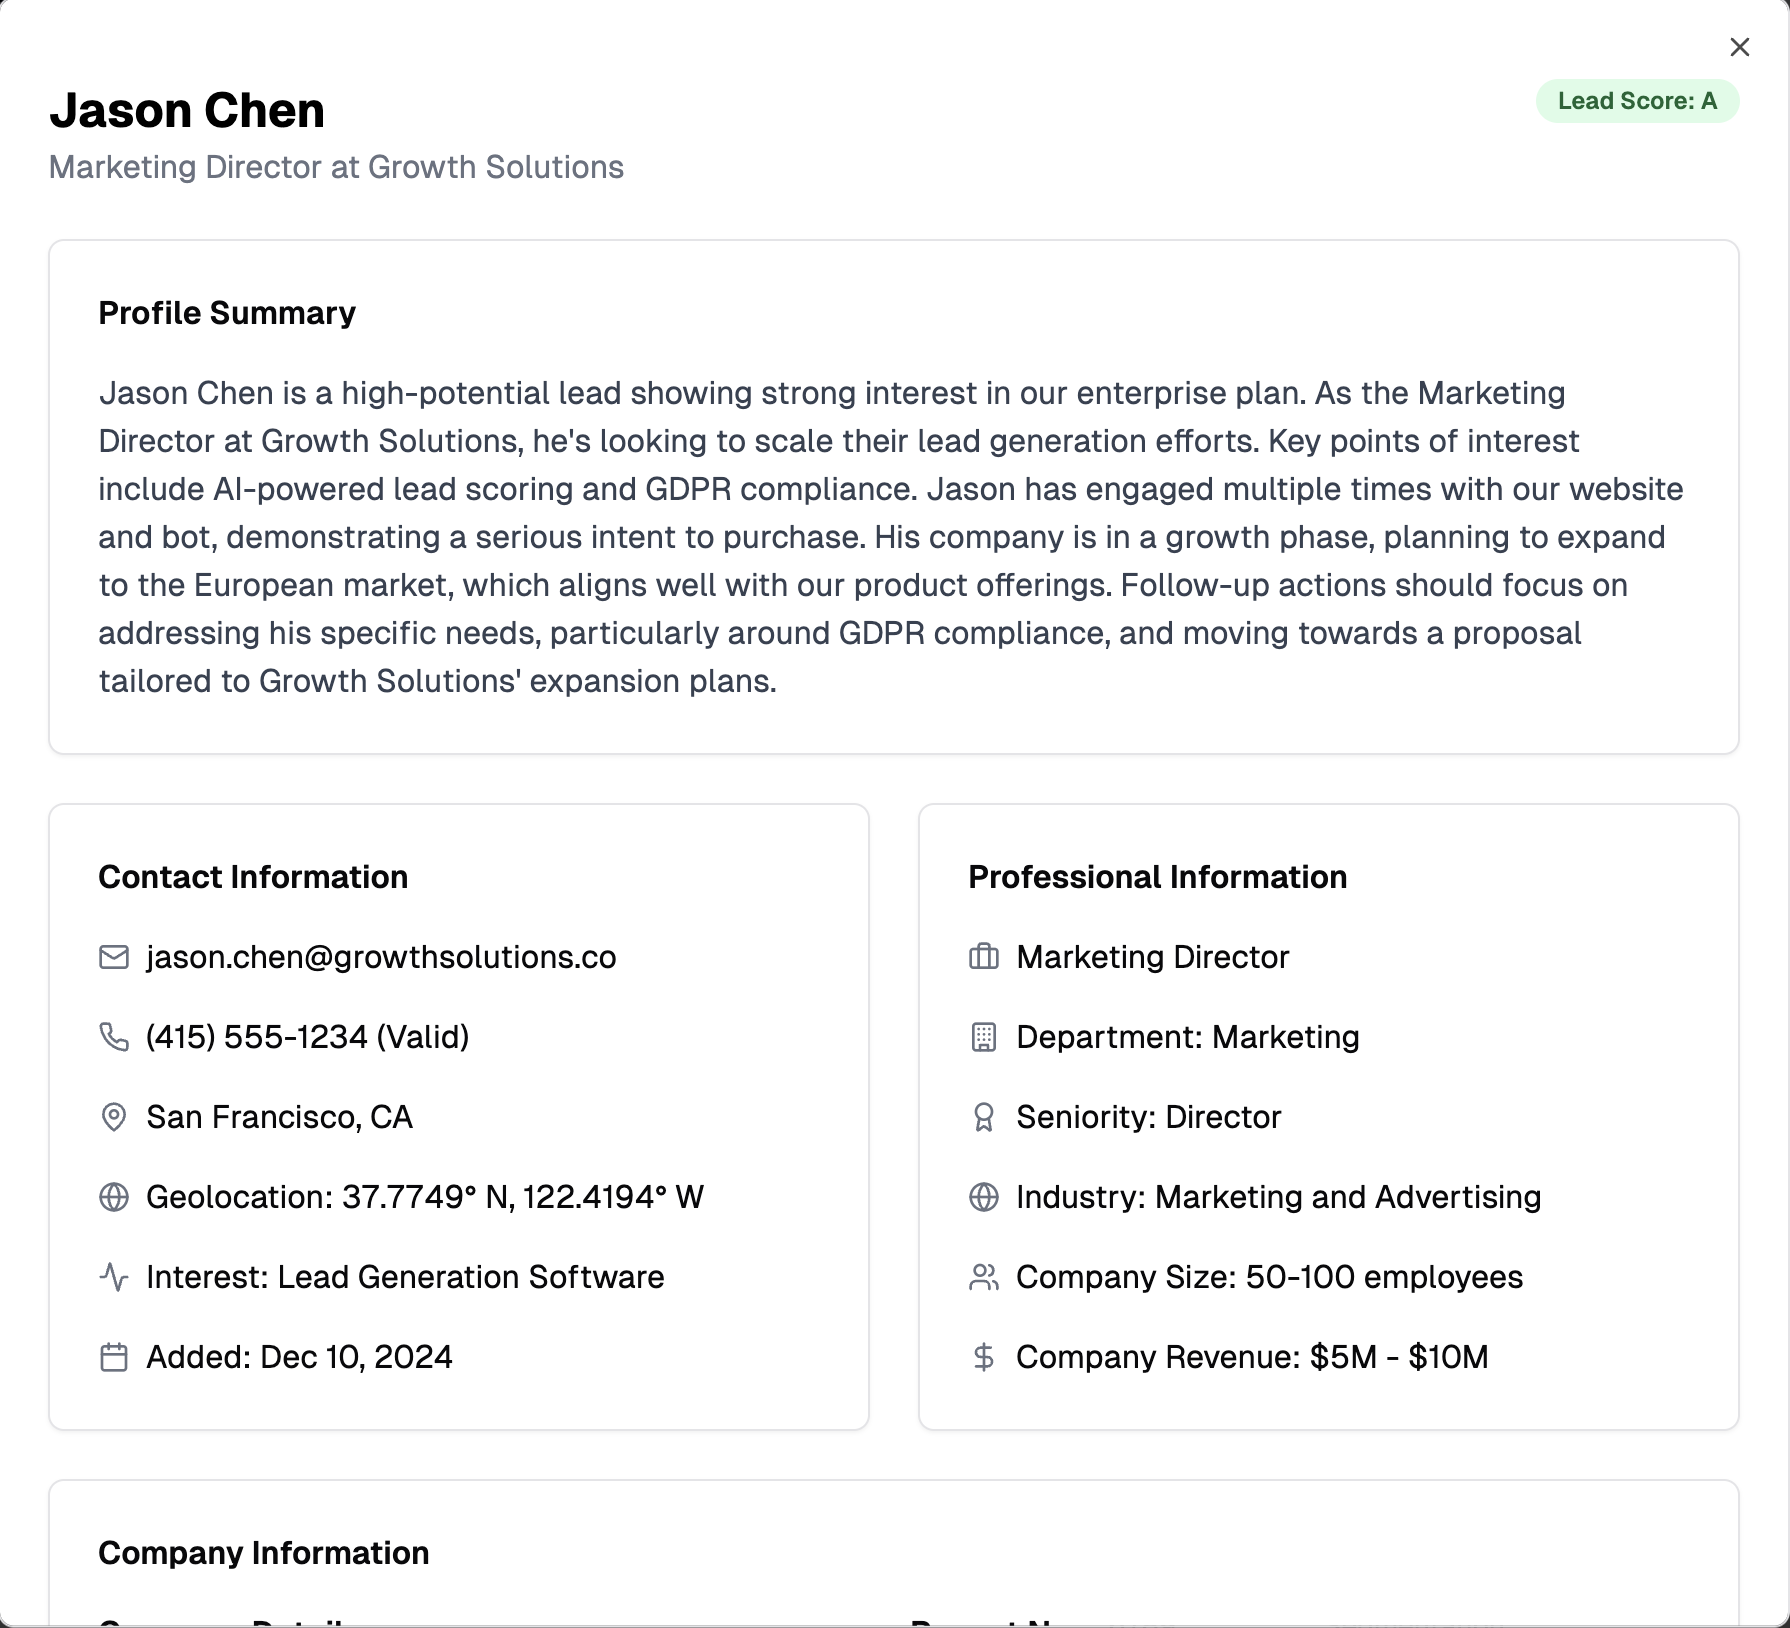 Jason Chen
Lead Score: A
Marketing Director at Growth Solutions
Profile Summary
Jason Chen is a high-potential lead showing strong interest in our enterprise plan. As the Marketing
Director at Growth Solutions, he's looking to scale their lead generation efforts. Key points of interest
include AI-powered lead scoring and GDPR compliance. Jason has engaged multiple times with our website
and bot, demonstrating a serious intent to purchase. His company is in a growth phase, planning to expand
to the European market, which aligns well with our product offerings. Follow-up actions should focus on
addressing his specific needs, particularly around GDPR compliance, and moving towards a proposal
tailored to Growth Solutions' expansion plans.
Contact Information
jason.chen@growthsolutions.co
(415) 555-1234 (Valid)
San Francisco, CA
Geolocation: 37.7749° N, 122.4194° W
Interest: Lead Generation Software
Added: Dec 10, 2024
Professional Information
Marketing Director
Department: Marketing
Seniority: Director
Industry: Marketing and Advertising
Company Size: 50-100 employees
Company Revenue: $5M - $10M
Company Information